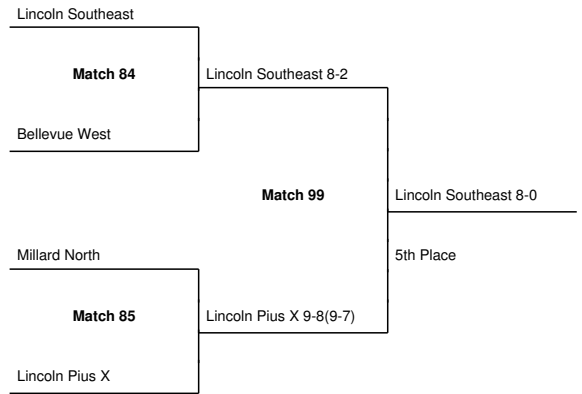 Lincoln Southeast
Match 84
Lincoln Southeast 8-2
Bellevue West
Match 99
Lincoln Southeast 8-0
Millard North
5th Place
Match 85
Lincoln Pius X 9-8(9-7)
Lincoln Pius X